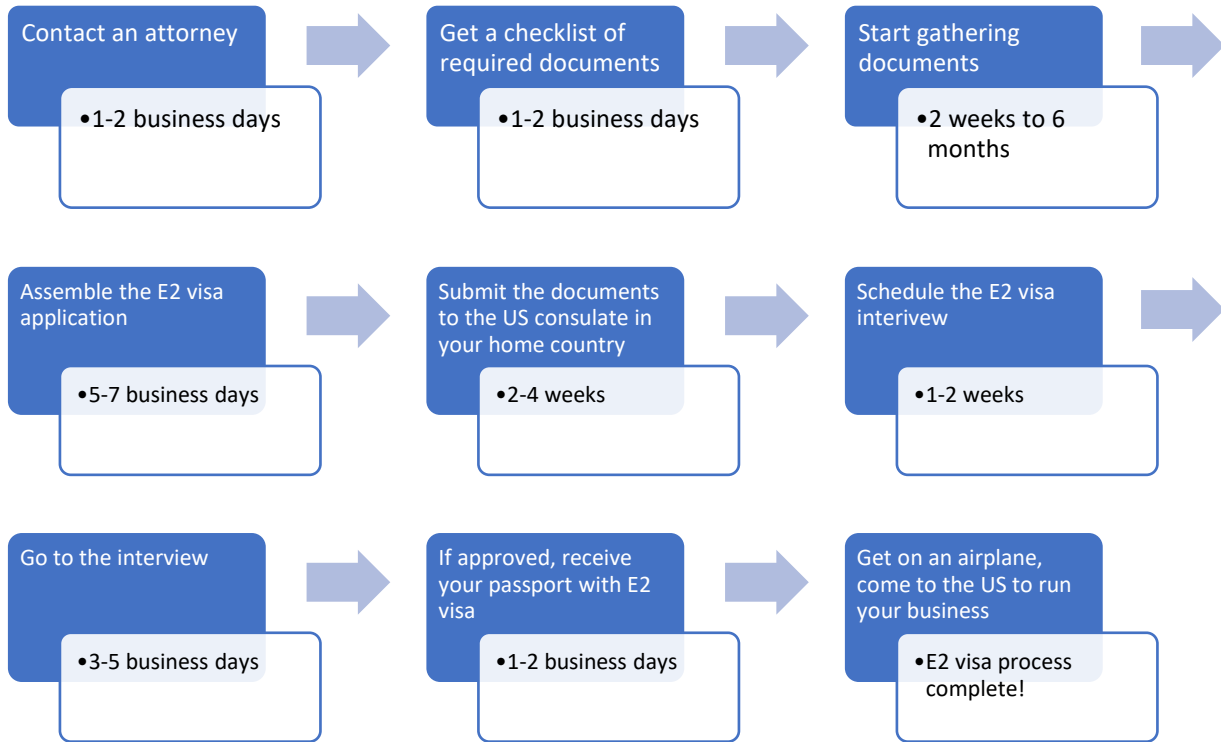 Contact an attorney
•1-2 business days
Get a checklist of
required documents
•1-2 business days
Start gathering
documents
•2 weeks to 6
months
Assemble the E2 visa
application
•5-7 business days
Submit the documents
to the US consulate in
your home country
•2-4 weeks
Schedule the E2 visa
interivew
•1-2 weeks
Go to the interview
•3-5 business days
If approved, receive
your passport with E2
visa
•1-2 business days
Get on an airplane,
come to the US to run
your business
•E2 visa process
complete!